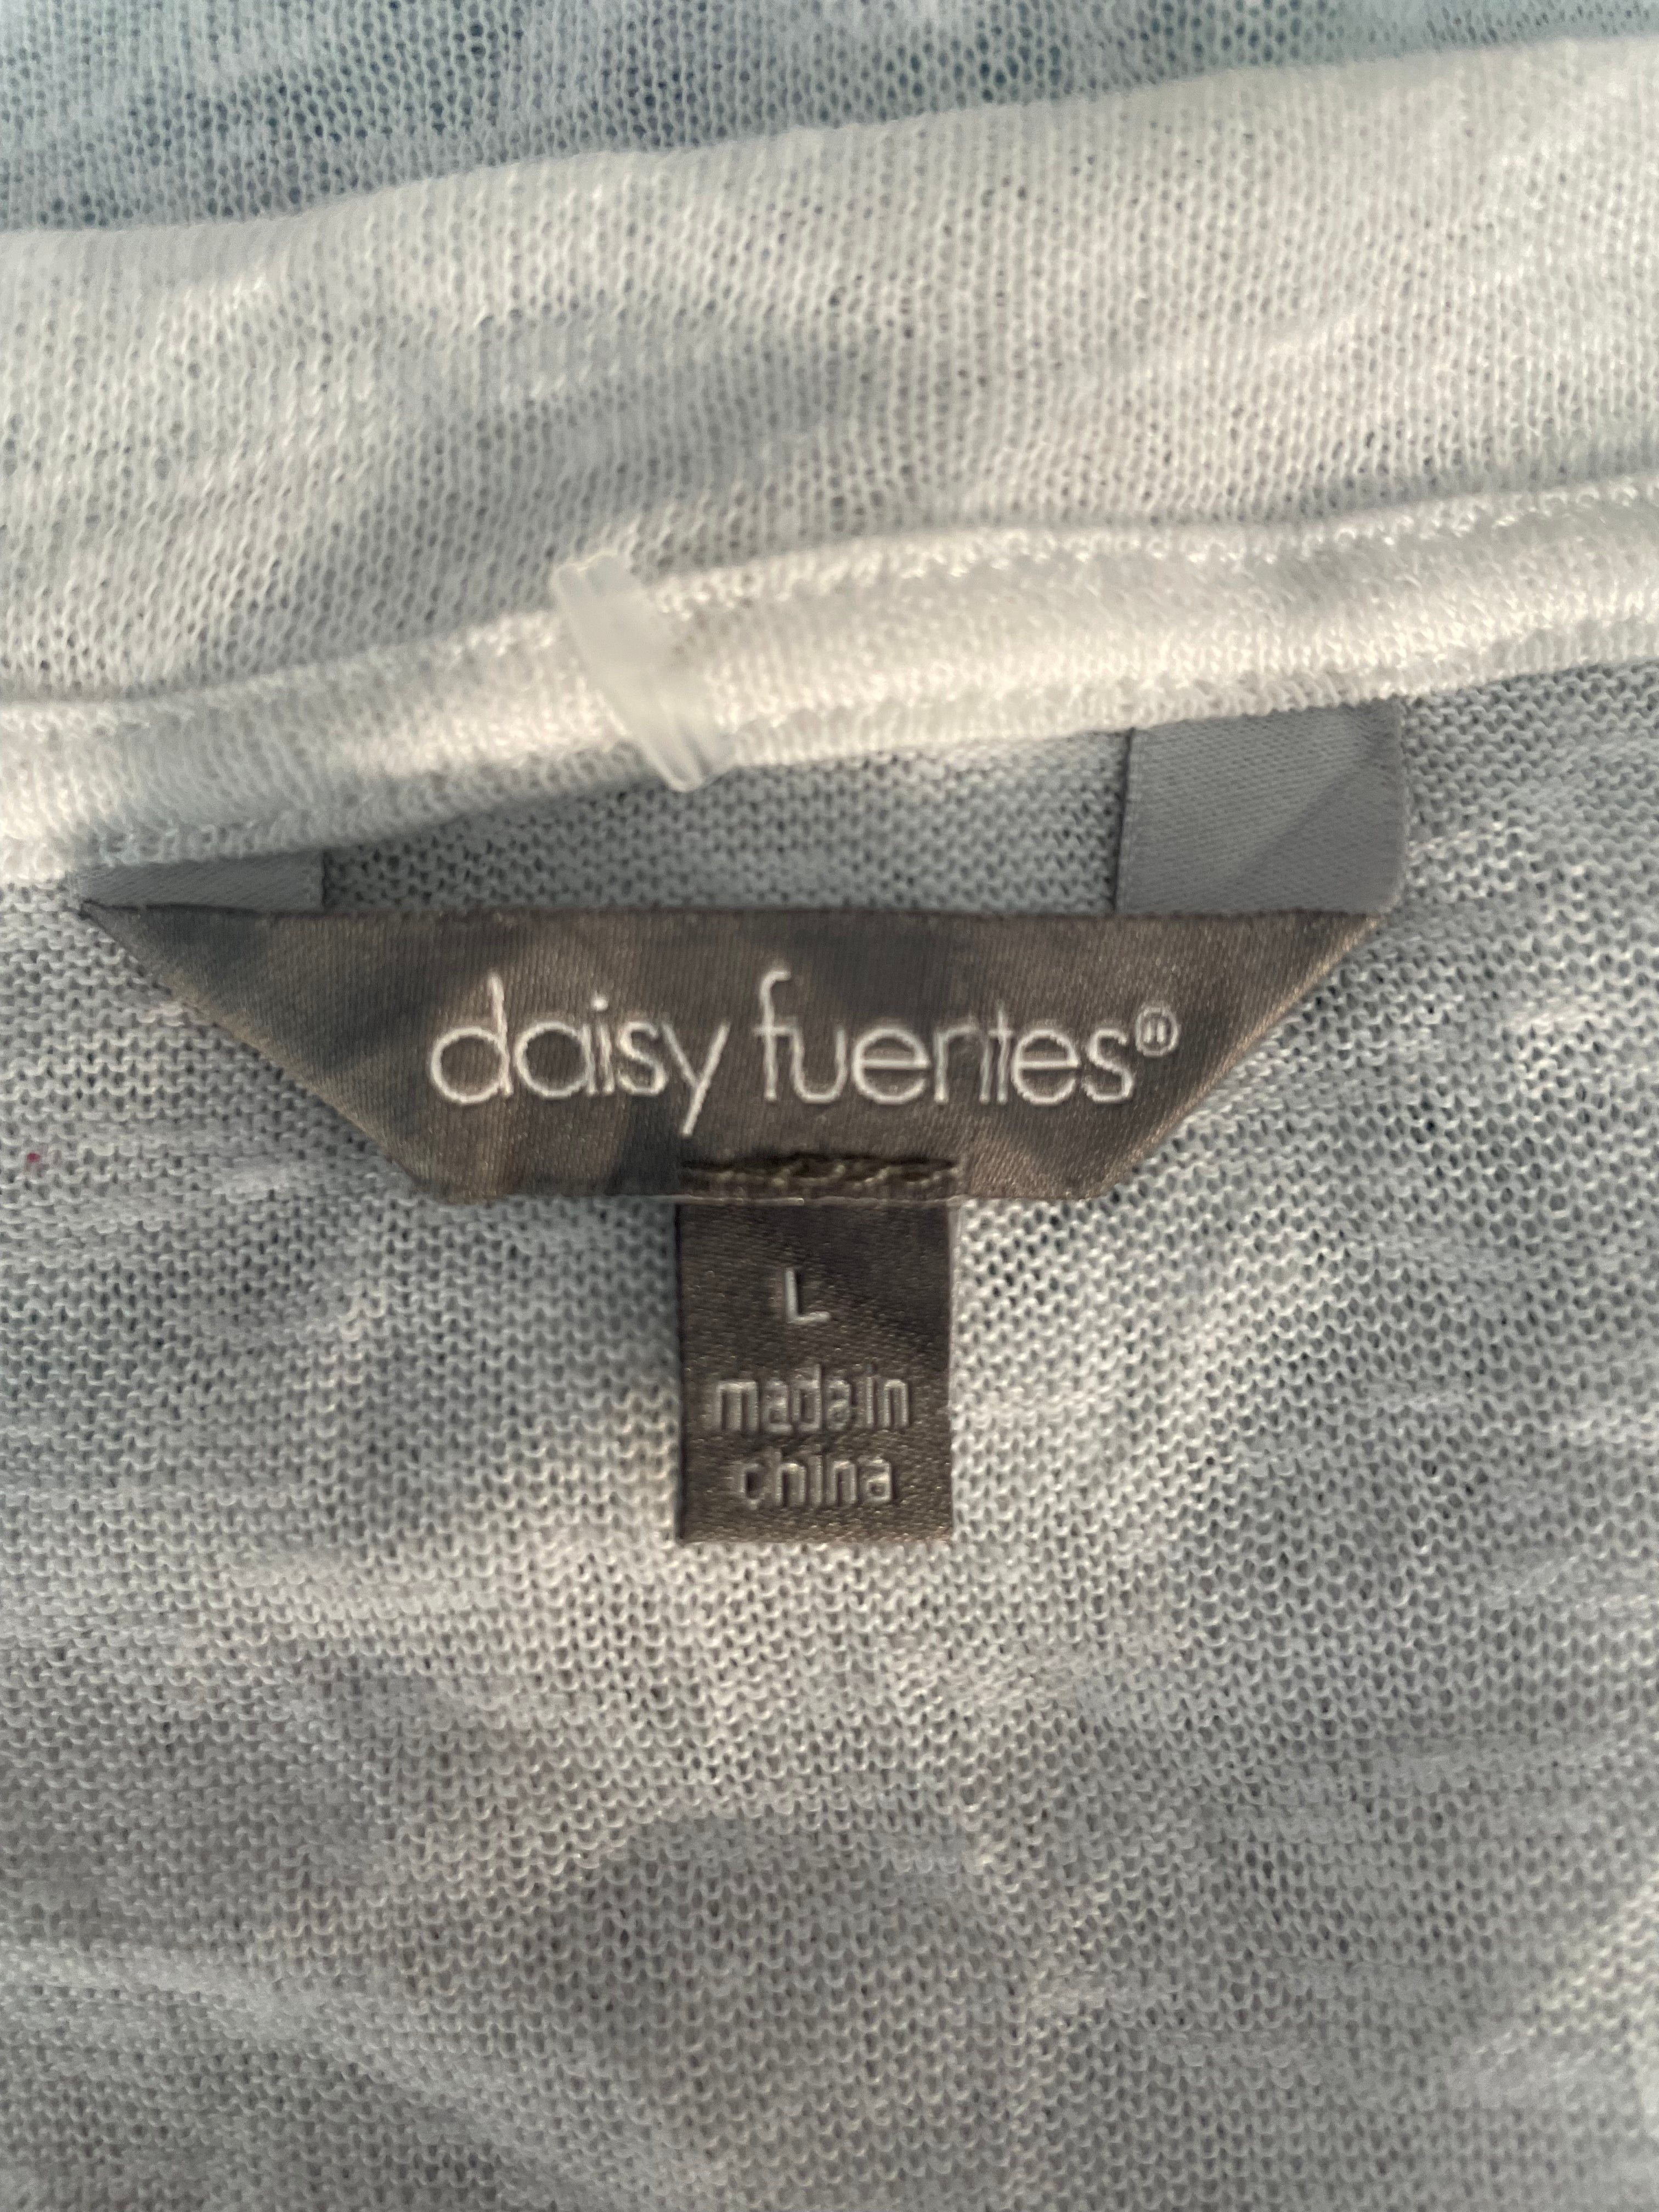 daisy fuentes®
L
made in
china